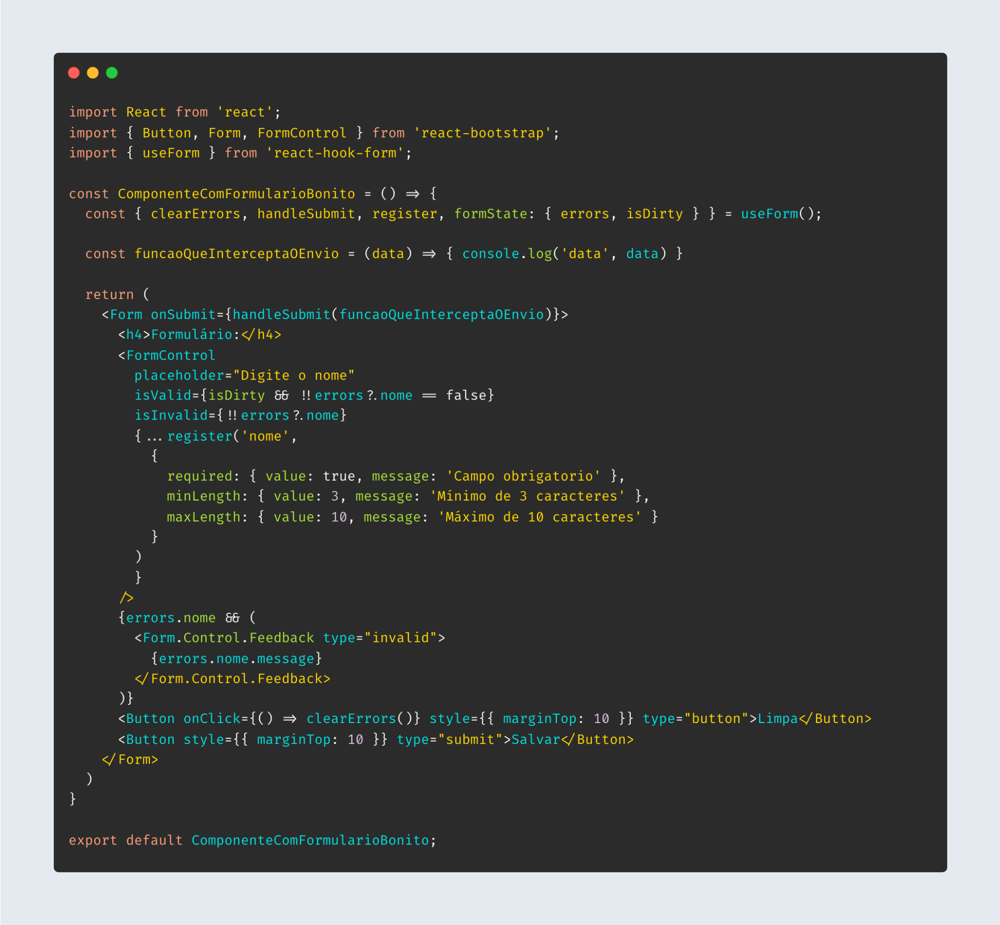 import React from 'react';
import { Button, Form, FormControl } from 'react-bootstrap';
import { useForm } from 'react-hook-form';

const ComponenteComFormularioBonito = () => {
  const { clearErrors, handleSubmit, register, formState: { errors, isDirty } } = useForm();

  const funcaoQueInterceptaOEnvio = (data) => { console.log('data', data) }

  return (
    <Form onSubmit={handleSubmit(funcaoQueInterceptaOEnvio)}>
      <h4>Formulário:</h4>
      <FormControl
        placeholder="Digite o nome"
        isValid={isDirty && !!errors?.nome == false}
        isInvalid={!!errors?.nome}
        {...register('nome',
          {
            required: { value: true, message: 'Campo obrigatorio' },
            minLength: { value: 3, message: 'Mínimo de 3 caracteres' },
            maxLength: { value: 10, message: 'Máximo de 10 caracteres' }
          }
        )
        }
      />
      {errors.nome && (
        <Form.Control.Feedback type="invalid">
          {errors.nome.message}
        </Form.Control.Feedback>
      )}
      <Button onClick={() => clearErrors()} style={{ marginTop: 10 }} type="button">Limpa</Button>
      <Button style={{ marginTop: 10 }} type="submit">Salvar</Button>
    </Form>
  )
}

export default ComponenteComFormularioBonito;